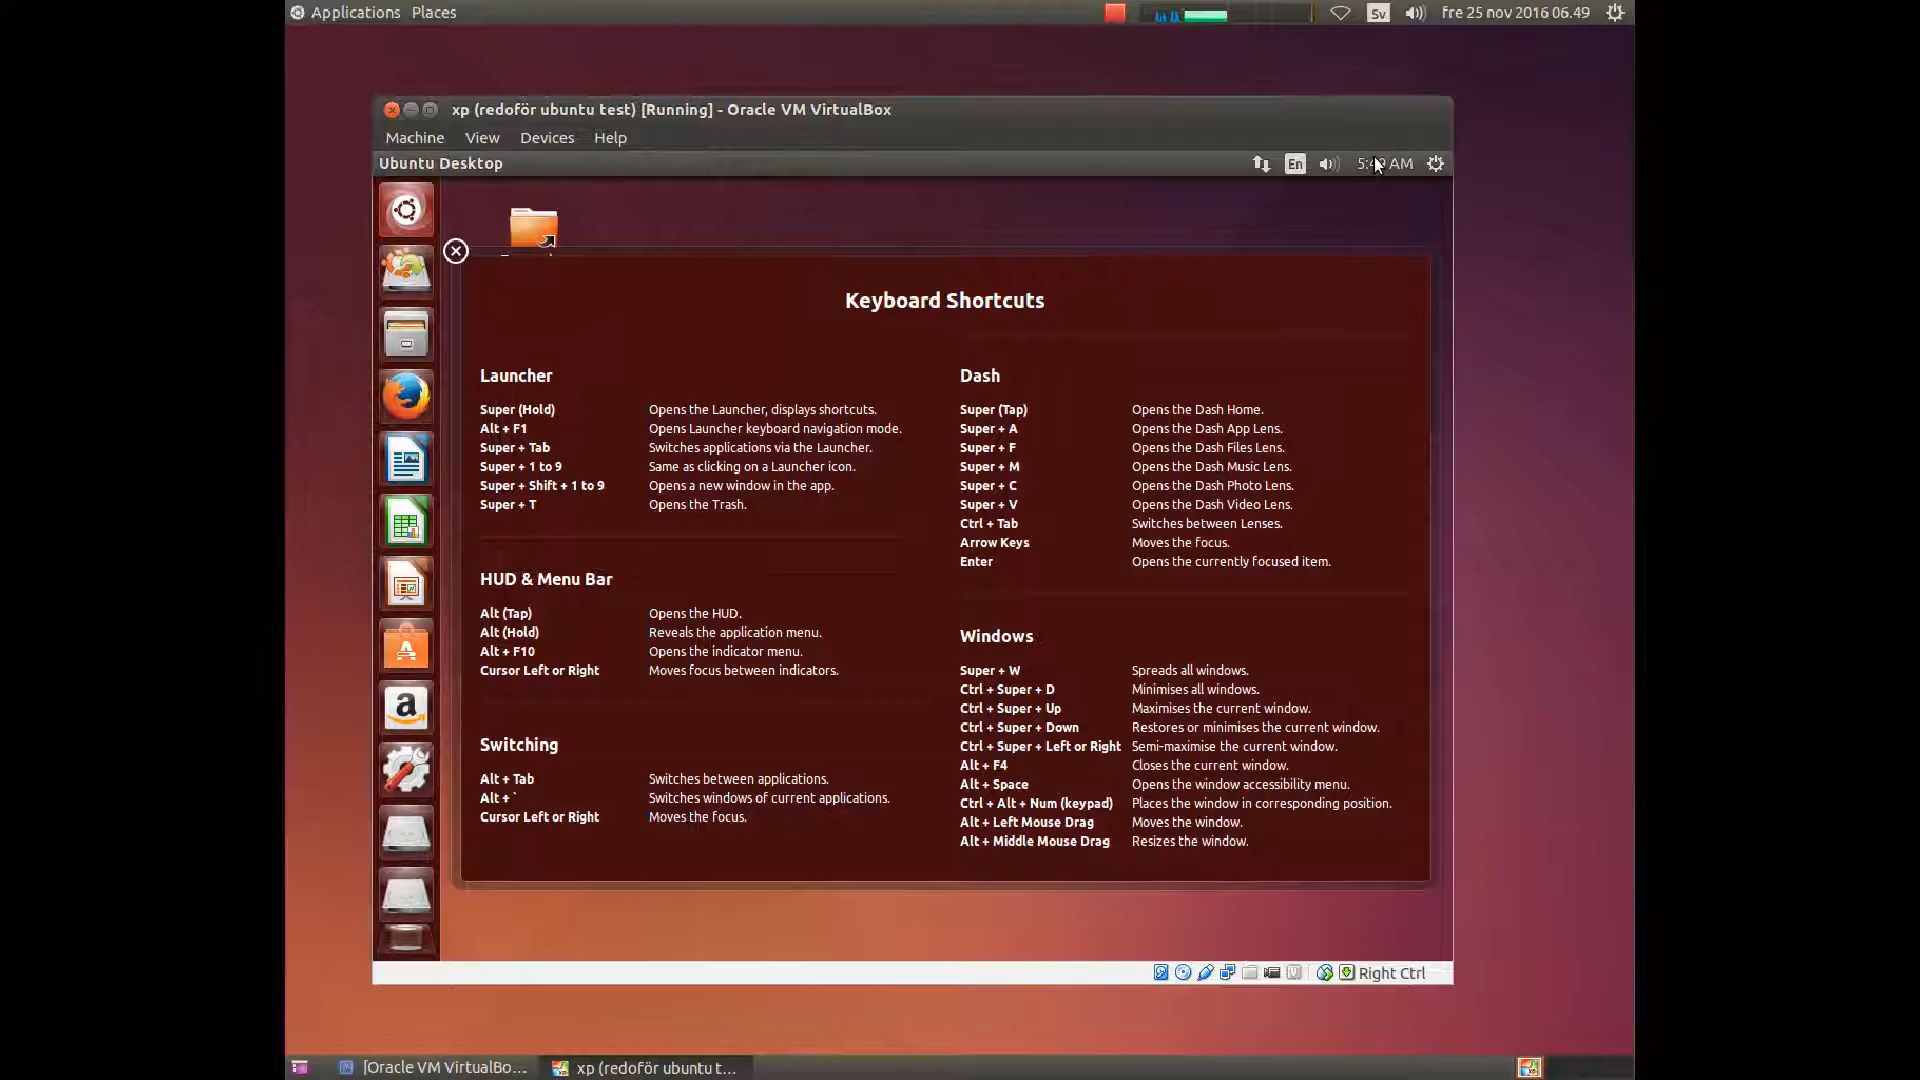 Applications Places
Sv fre 25 nov 2016 06.49
xp (redoför ubuntu test) [Running] - Oracle VM VirtualBox
Machine View Devices Help
Ubuntu Desktop En AM
Keyboard Shortcuts
Launcher
Super (Hold) Opens the Launcher, displays shortcuts.
Alt + F1 Opens Launcher keyboard navigation mode.
Super + Tab Switches applications via the Launcher.
Super + 1 to 9 Same as clicking on a Launcher icon.
Super + Shift + 1 to 9 Opens a new window in the app.
Super + T Opens the Trash.
HUD & Menu Bar
Alt (Tap) Opens the HUD.
Alt (Hold) Reveals the application menu.
Alt + F10 Opens the indicator menu.
Cursor Left or Right Moves focus between indicators.
Switching
Alt + Tab Switches between applications.
Alt + ` Switches windows of current applications.
Cursor Left or Right Moves the focus.
Dash
Super (Tap) Opens the Dash Home.
Super + A Opens the Dash App Lens.
Super + F Opens the Dash Files Lens.
Super + M Opens the Dash Music Lens.
Super + C Opens the Dash Photo Lens.
Super + V Opens the Dash Video Lens.
Ctrl + Tab Switches between Lenses.
Arrow Keys Moves the focus.
Enter Opens the currently focused item.
Windows
Super + W Spreads all windows.
Ctrl + Super + D Minimises all windows.
Ctrl + Super + Up Maximises the current window.
Ctrl + Super + Down Restores or minimises the current window.
Ctrl + Super + Left or Right Semi-maximise the current window.
Alt + F4 Closes the current window.
Alt + Space Opens the window accessibility menu.
Ctrl + Alt + Num (keypad) Places the window in corresponding position.
Alt + Left Mouse Drag Moves the window.
Alt + Middle Mouse Drag Resizes the window.
a
Right Ctrl
[Oracle VM VirtualBo... xp (redoför ubuntu t...